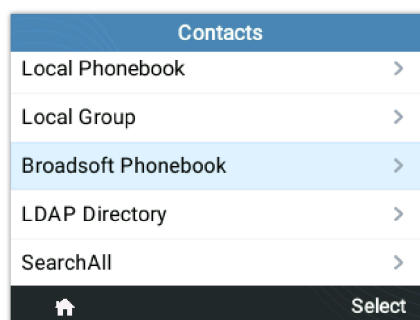 Contacts
Local Phonebook
Local Group
Broadsoft Phonebook
LDAP Directory
SearchAll
Select